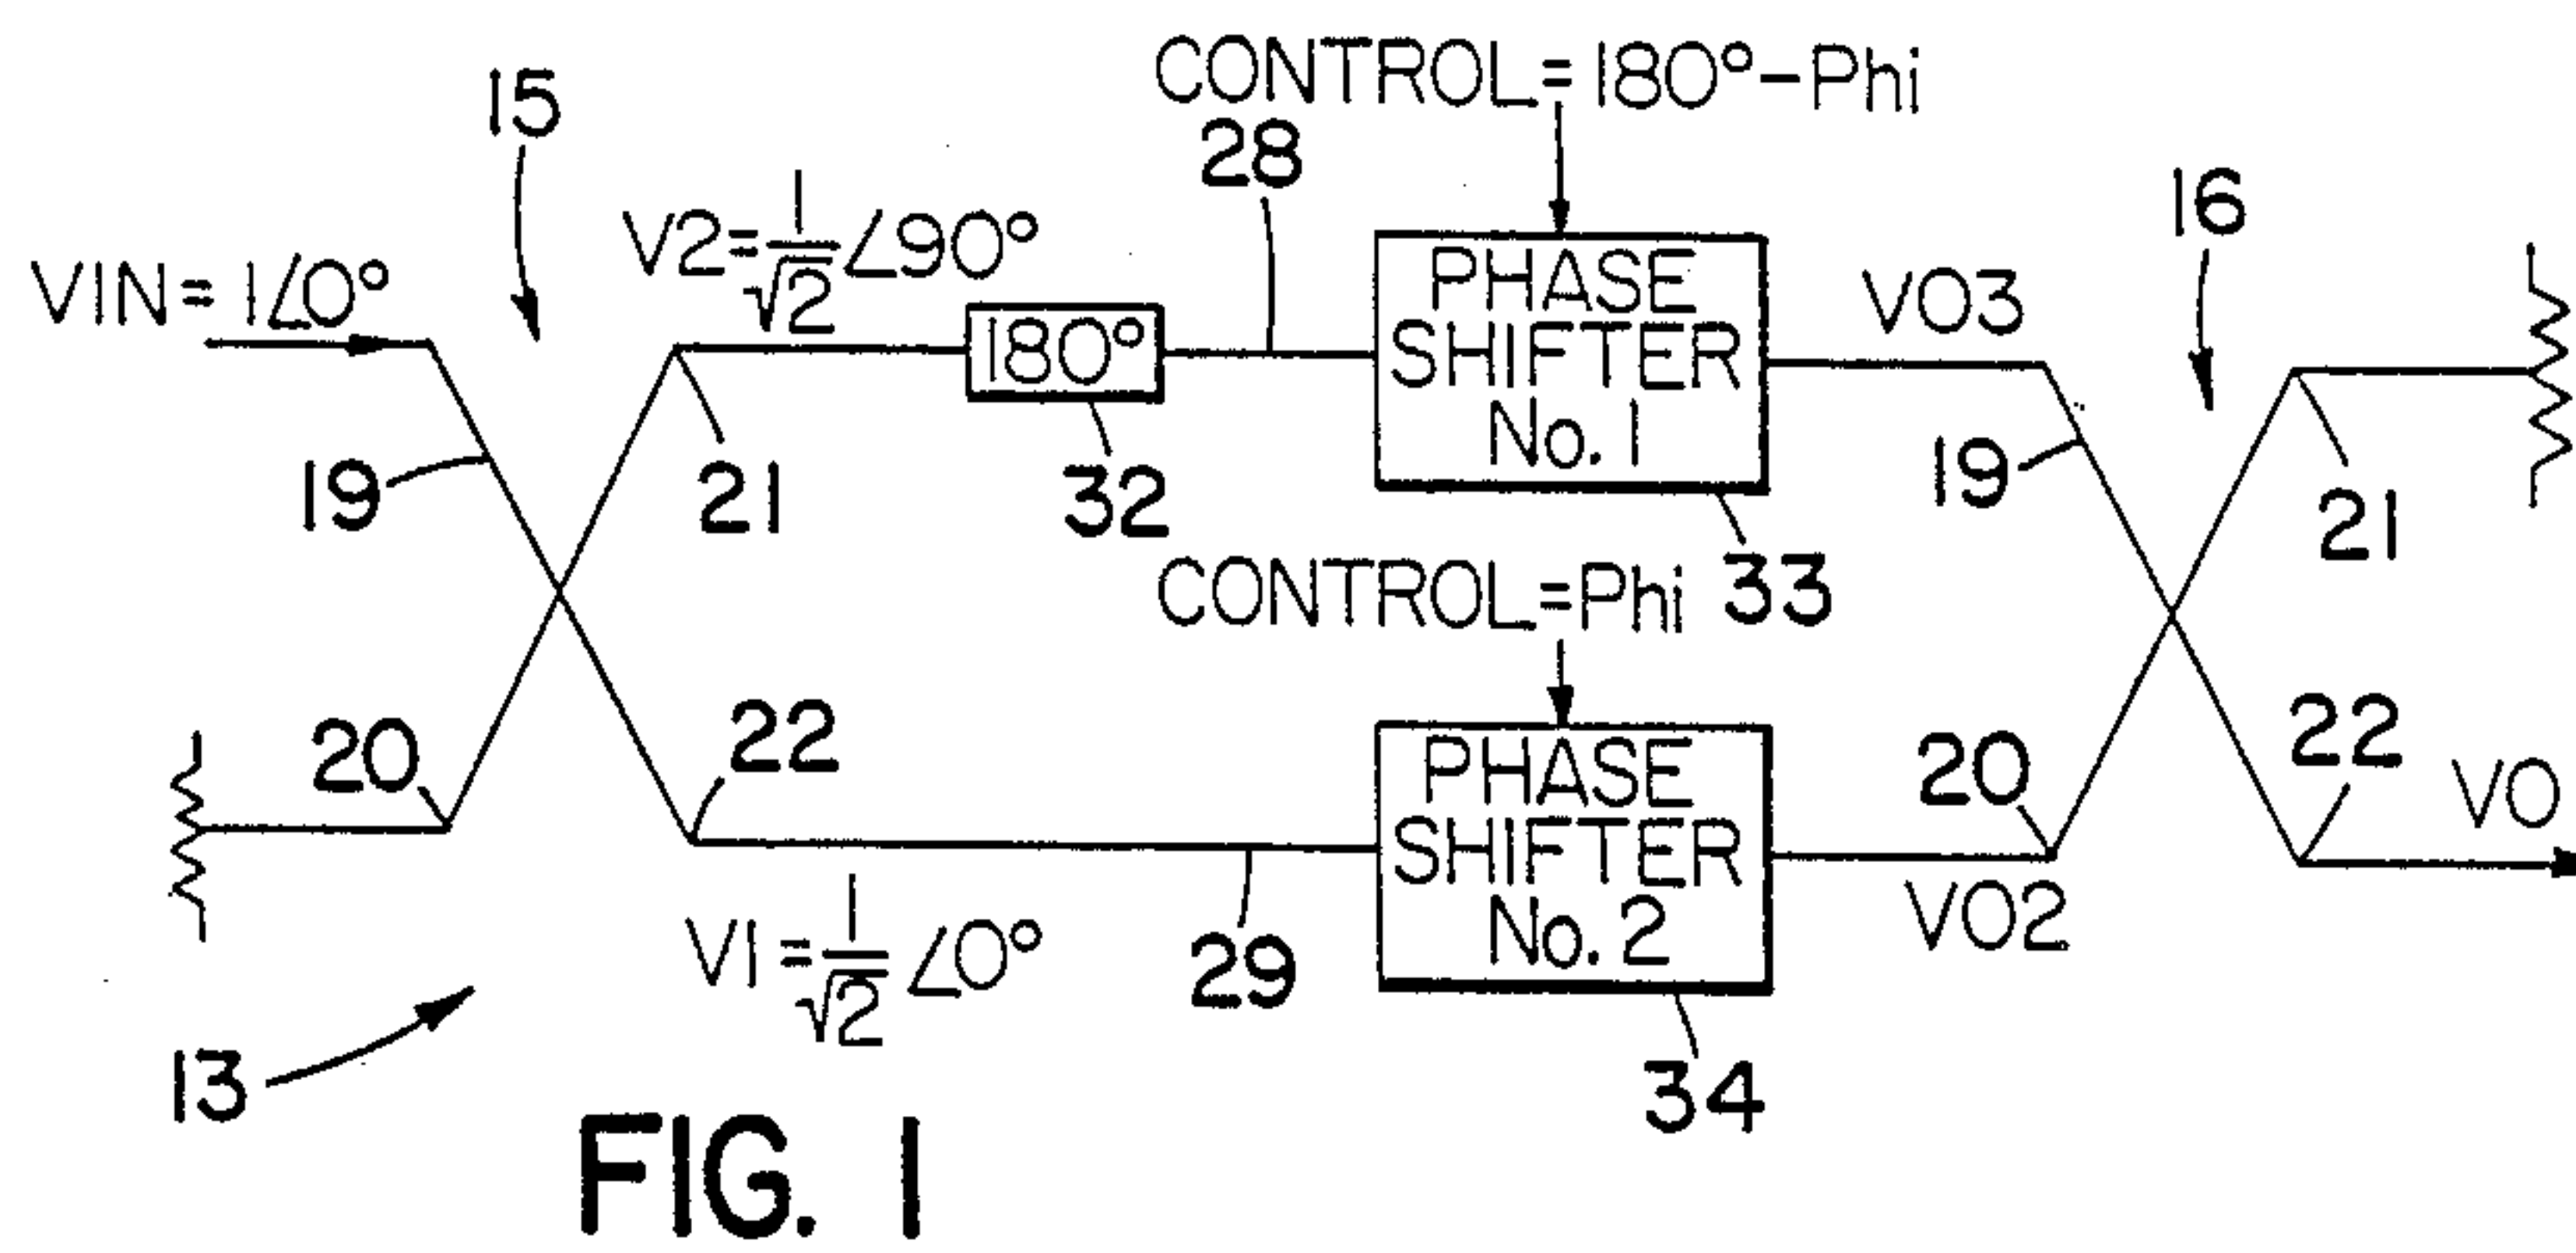 CONTROL=180°-Phi
15
28
16
V2=1/√2∠90°
VIN=1∠0°
180°
PHASE
SHIFTER
No. 1
VO3
19
21
32
19
21
CONTROL=Phi
33
20
22
PHASE
SHIFTER
No. 2
20
22
VO
V1=1/√2∠0°
29
VO2
13
34
FIG. 1